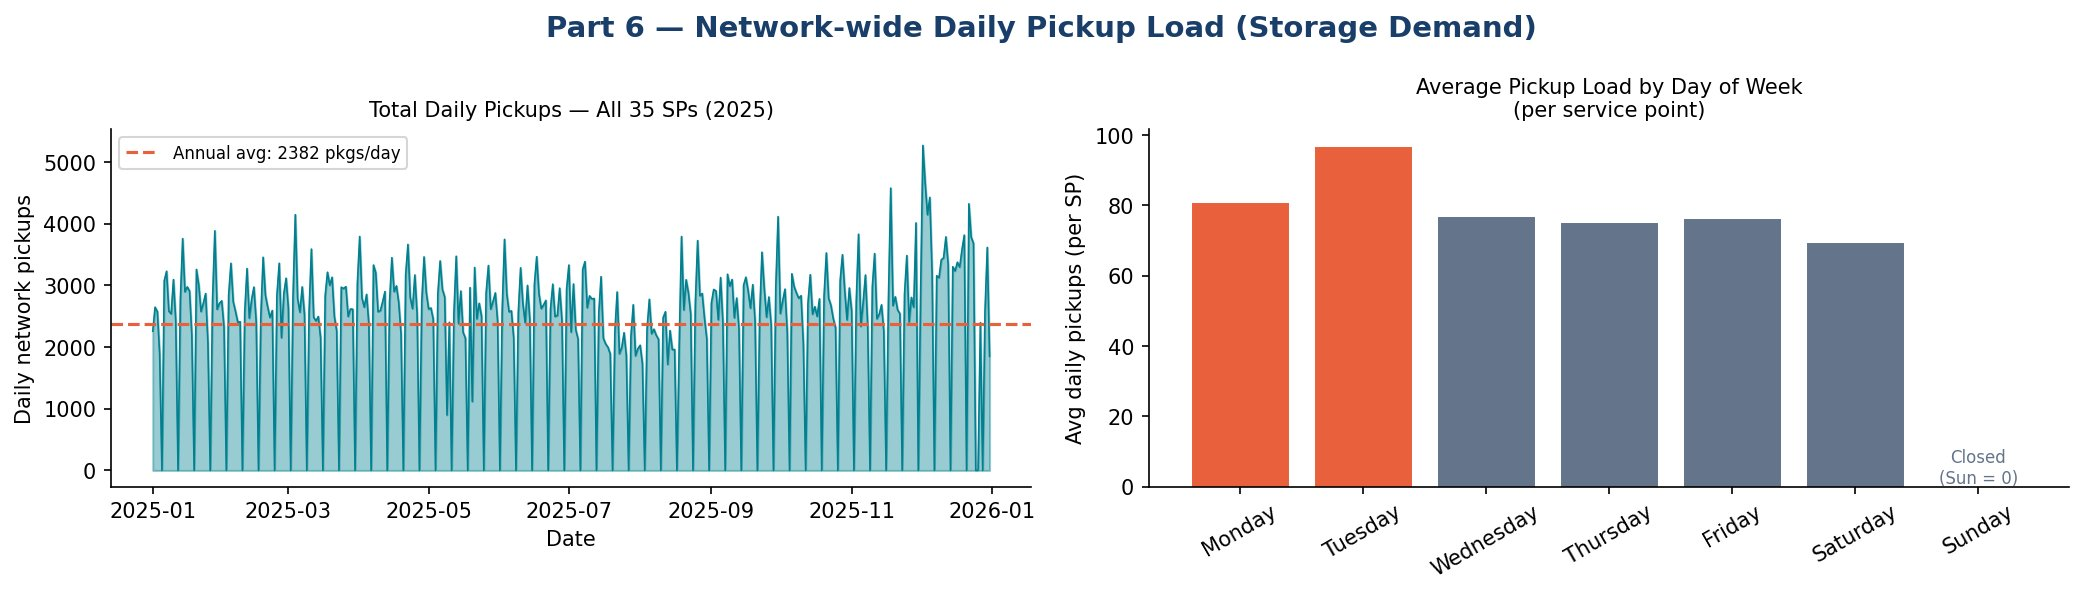 Part 6 — Network-wide Daily Pickup Load (Storage Demand)
Total Daily Pickups — All 35 SPs (2025)
Annual avg: 2382 pkgs/day
Daily network pickups
5000
4000
3000
2000
1000
0
2025-01
2025-03
2025-05
2025-07
2025-09
2025-11
2026-01
Date
Average Pickup Load by Day of Week
(per service point)
Avg daily pickups (per SP)
100
80
60
40
20
0
Closed
(Sun = 0)
Monday
Tuesday
Wednesday
Thursday
Friday
Saturday
Sunday